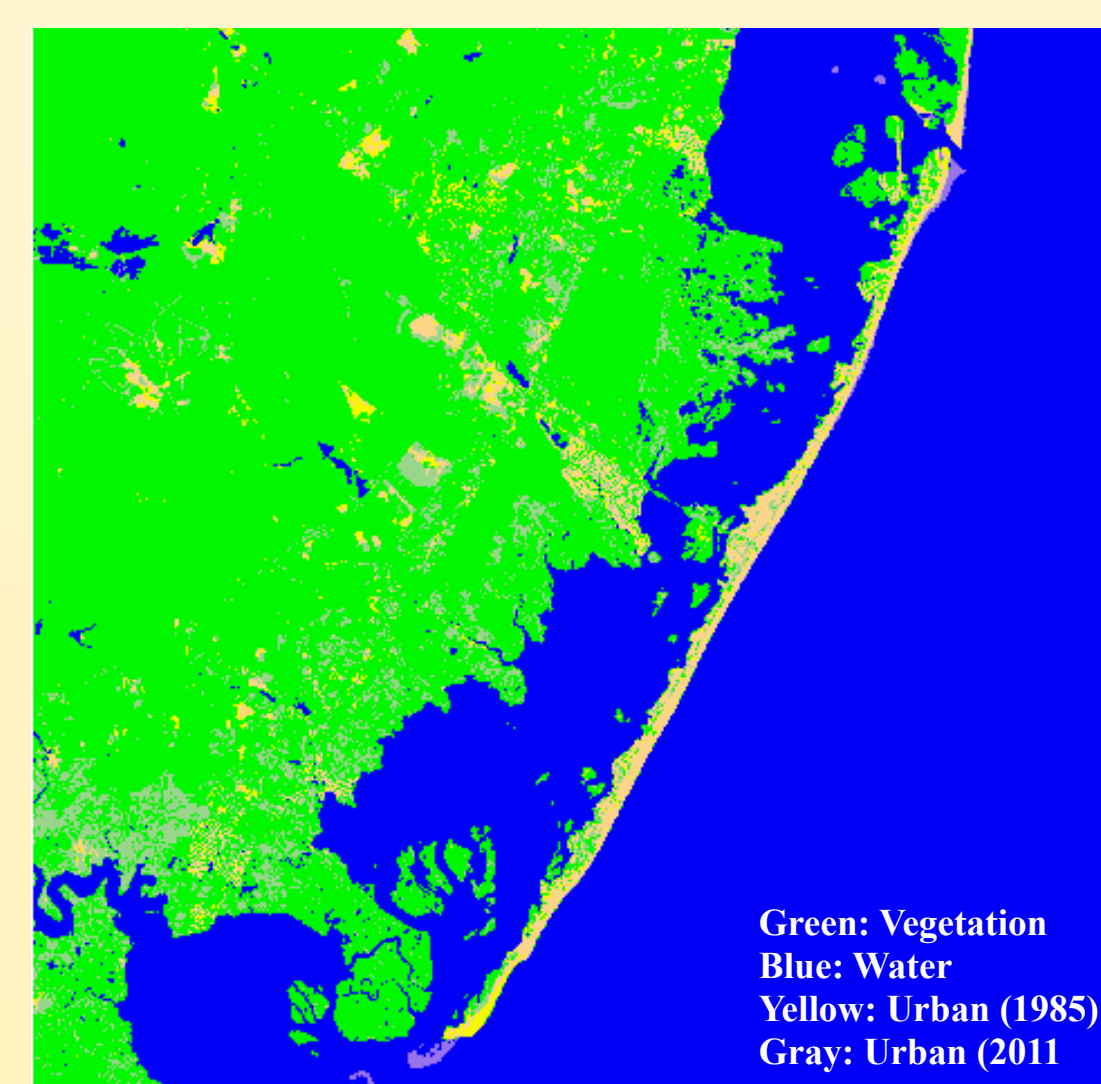 Green: Vegetation
Blue: Water
Yellow: Urban (1985)
Gray: Urban (2011